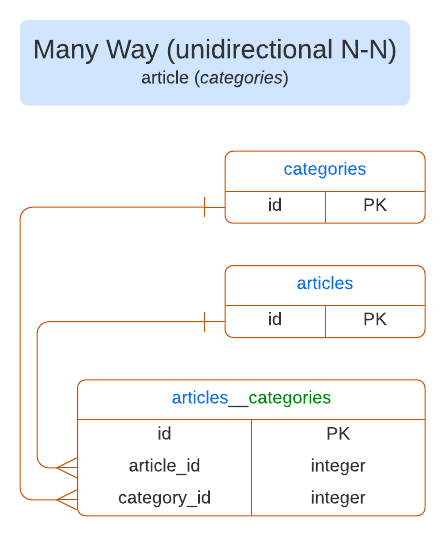 Many Way (unidirectional N-N)
article (categories)
categories
id PK
articles
id PK
articles__categories
id PK
article_id integer
category_id integer